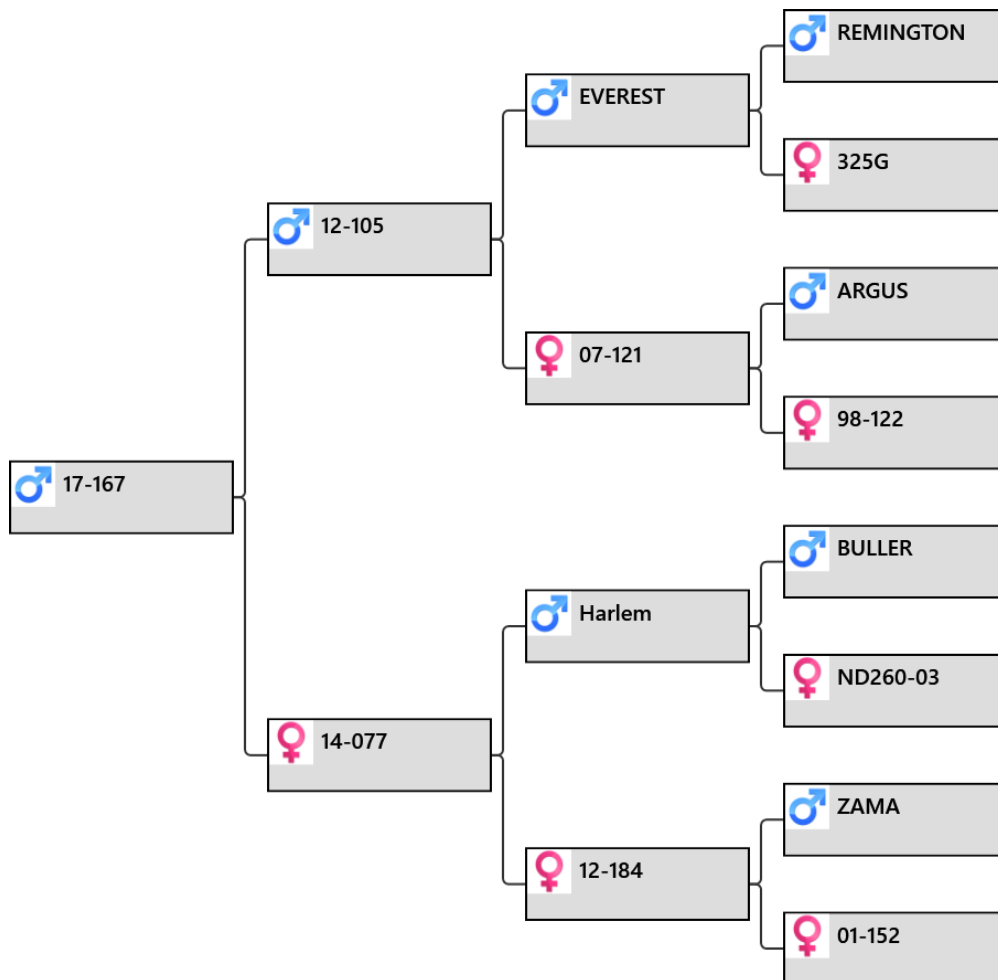 REMINGTON
EVEREST
325G
12-105
ARGUS
07-121
98-122
17-167
BULLER
Harlem
ND260-03
14-077
ZAMA
12-184
01-152